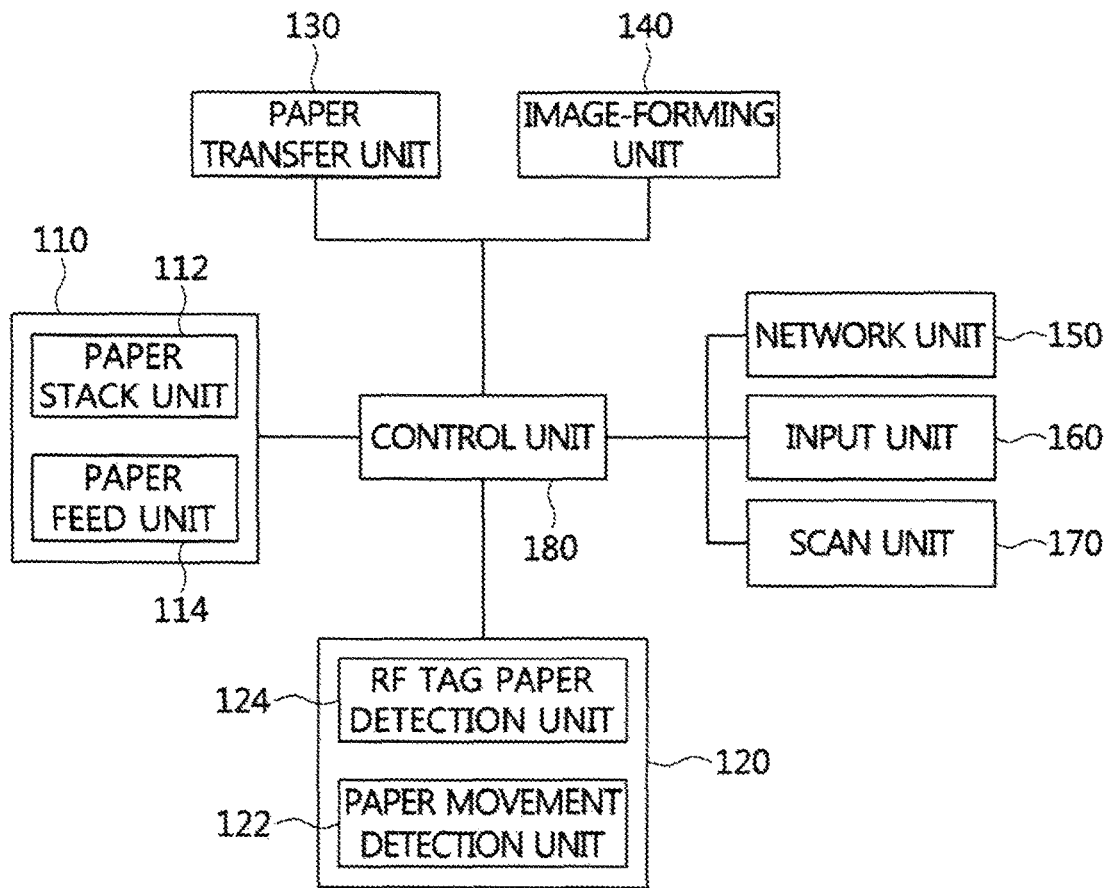 130
140
PAPER
TRANSFER UNIT
IMAGE-FORMING
UNIT
110
112
PAPER
STACK UNIT
PAPER
FEED UNIT
114
CONTROL UNIT
180
NETWORK UNIT
150
INPUT UNIT
160
SCAN UNIT
170
124
RF TAG PAPER
DETECTION UNIT
120
122
PAPER MOVEMENT
DETECTION UNIT